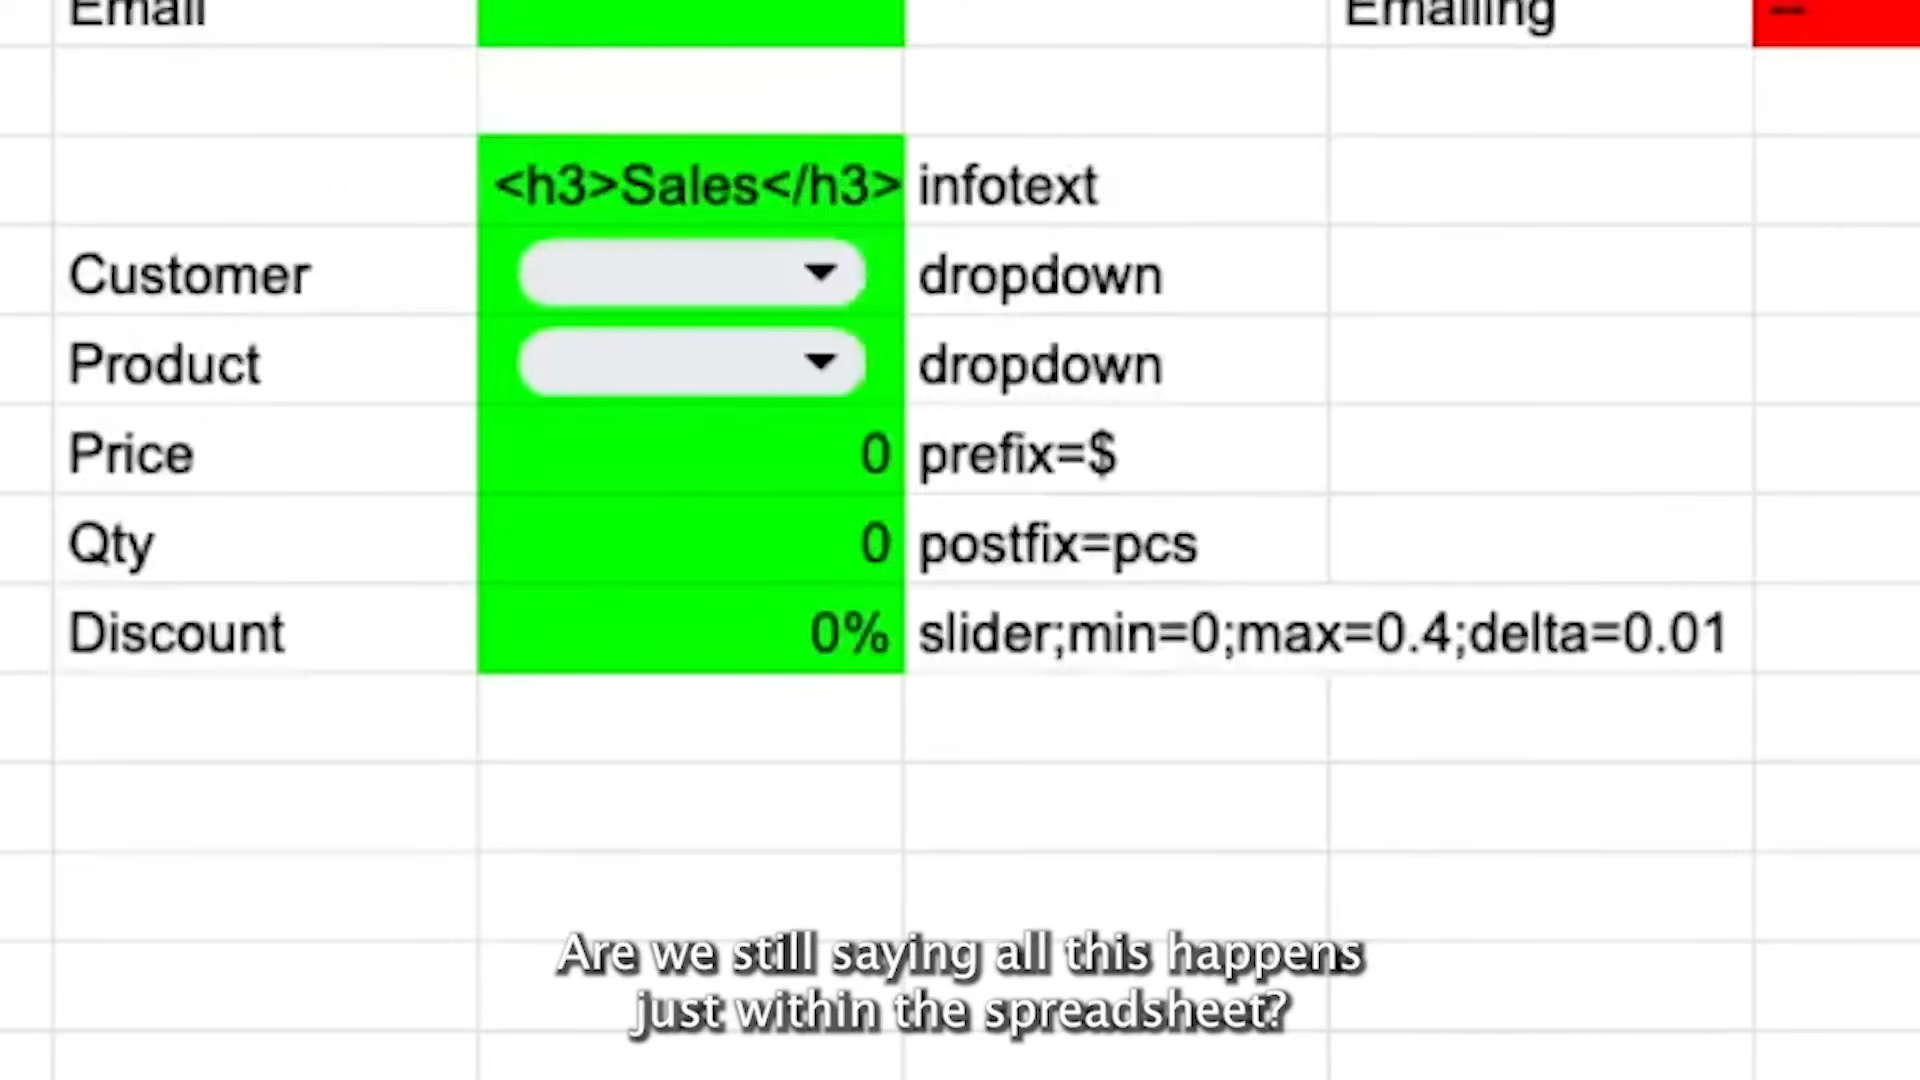 Email Emailing --
<h3>Sales</h3> infotext
Customer dropdown
Product dropdown
Price 0 prefix=$
Qty 0 postfix=pcs
Discount 0% slider;min=0;max=0.4;delta=0.01
Are we still saying all this happens
just within the spreadsheet?